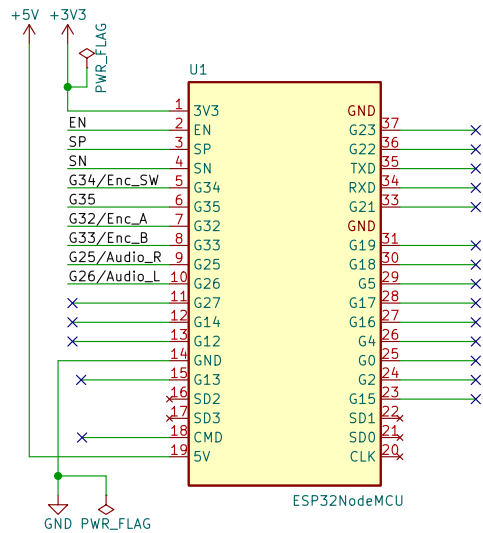 +5V +3V3
PWR_FLAG
U1
1 3V3 GND
EN 2 EN G23 37
SP 3 SP G22 36
SN 4 SN TXD 35
G34/Enc_SW 5 G34 RXD 34
G35 6 G35 G21 33
G32/Enc_A 7 G32 GND
G33/Enc_B 8 G33 G19 31
G25/Audio_R 9 G25 G18 30
G26/Audio_L 10 G26 G5 29
11 G27 G17 28
12 G14 G16 27
13 G12 G4 26
14 GND G0 25
15 G13 G2 24
16 SD2 G15 23
17 SD3 SD1 22
18 CMD SD0 21
19 5V CLK 20
ESP32NodeMCU
GND PWR_FLAG